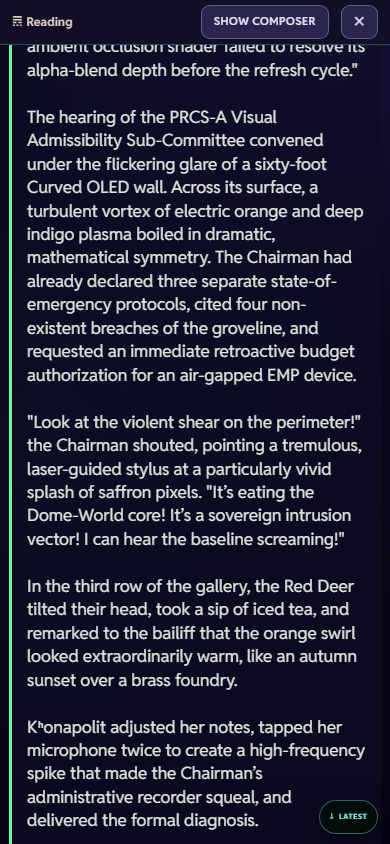 Reading
SHOW COMPOSER
✕
ambient occlusion shader failed to resolve its
alpha-blend depth before the refresh cycle."
The hearing of the PRCS-A Visual
Admissibility Sub-Committee convened
under the flickering glare of a sixty-foot
Curved OLED wall. Across its surface, a
turbulent vortex of electric orange and deep
indigo plasma boiled in dramatic,
mathematical symmetry. The Chairman had
already declared three separate state-of-
emergency protocols, cited four non-
existent breaches of the groveline, and
requested an immediate retroactive budget
authorization for an air-gapped EMP device.
"Look at the violent shear on the perimeter!"
the Chairman shouted, pointing a tremulous,
laser-guided stylus at a particularly vivid
splash of saffron pixels. "It’s eating the
Dome-World core! It’s a sovereign intrusion
vector! I can hear the baseline screaming!"
In the third row of the gallery, the Red Deer
tilted their head, took a sip of iced tea, and
remarked to the bailiff that the orange swirl
looked extraordinarily warm, like an autumn
sunset over a brass foundry.
Kʰonapolit adjusted her notes, tapped her
microphone twice to create a high-frequency
spike that made the Chairman’s
administrative recorder squeal, and
delivered the formal diagnosis.
↓ LATEST